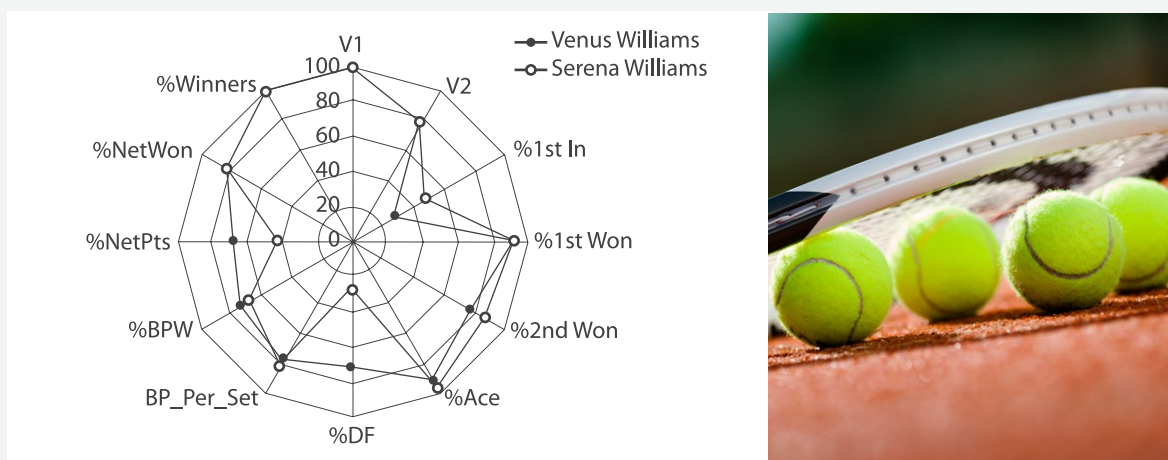 V1
Venus Williams
Serena Williams
100
80
60
40
20
0
V2
%1st In
%1st Won
%2nd Won
%Ace
%DF
BP_Per_Set
%BPW
%NetPts
%NetWon
%Winners